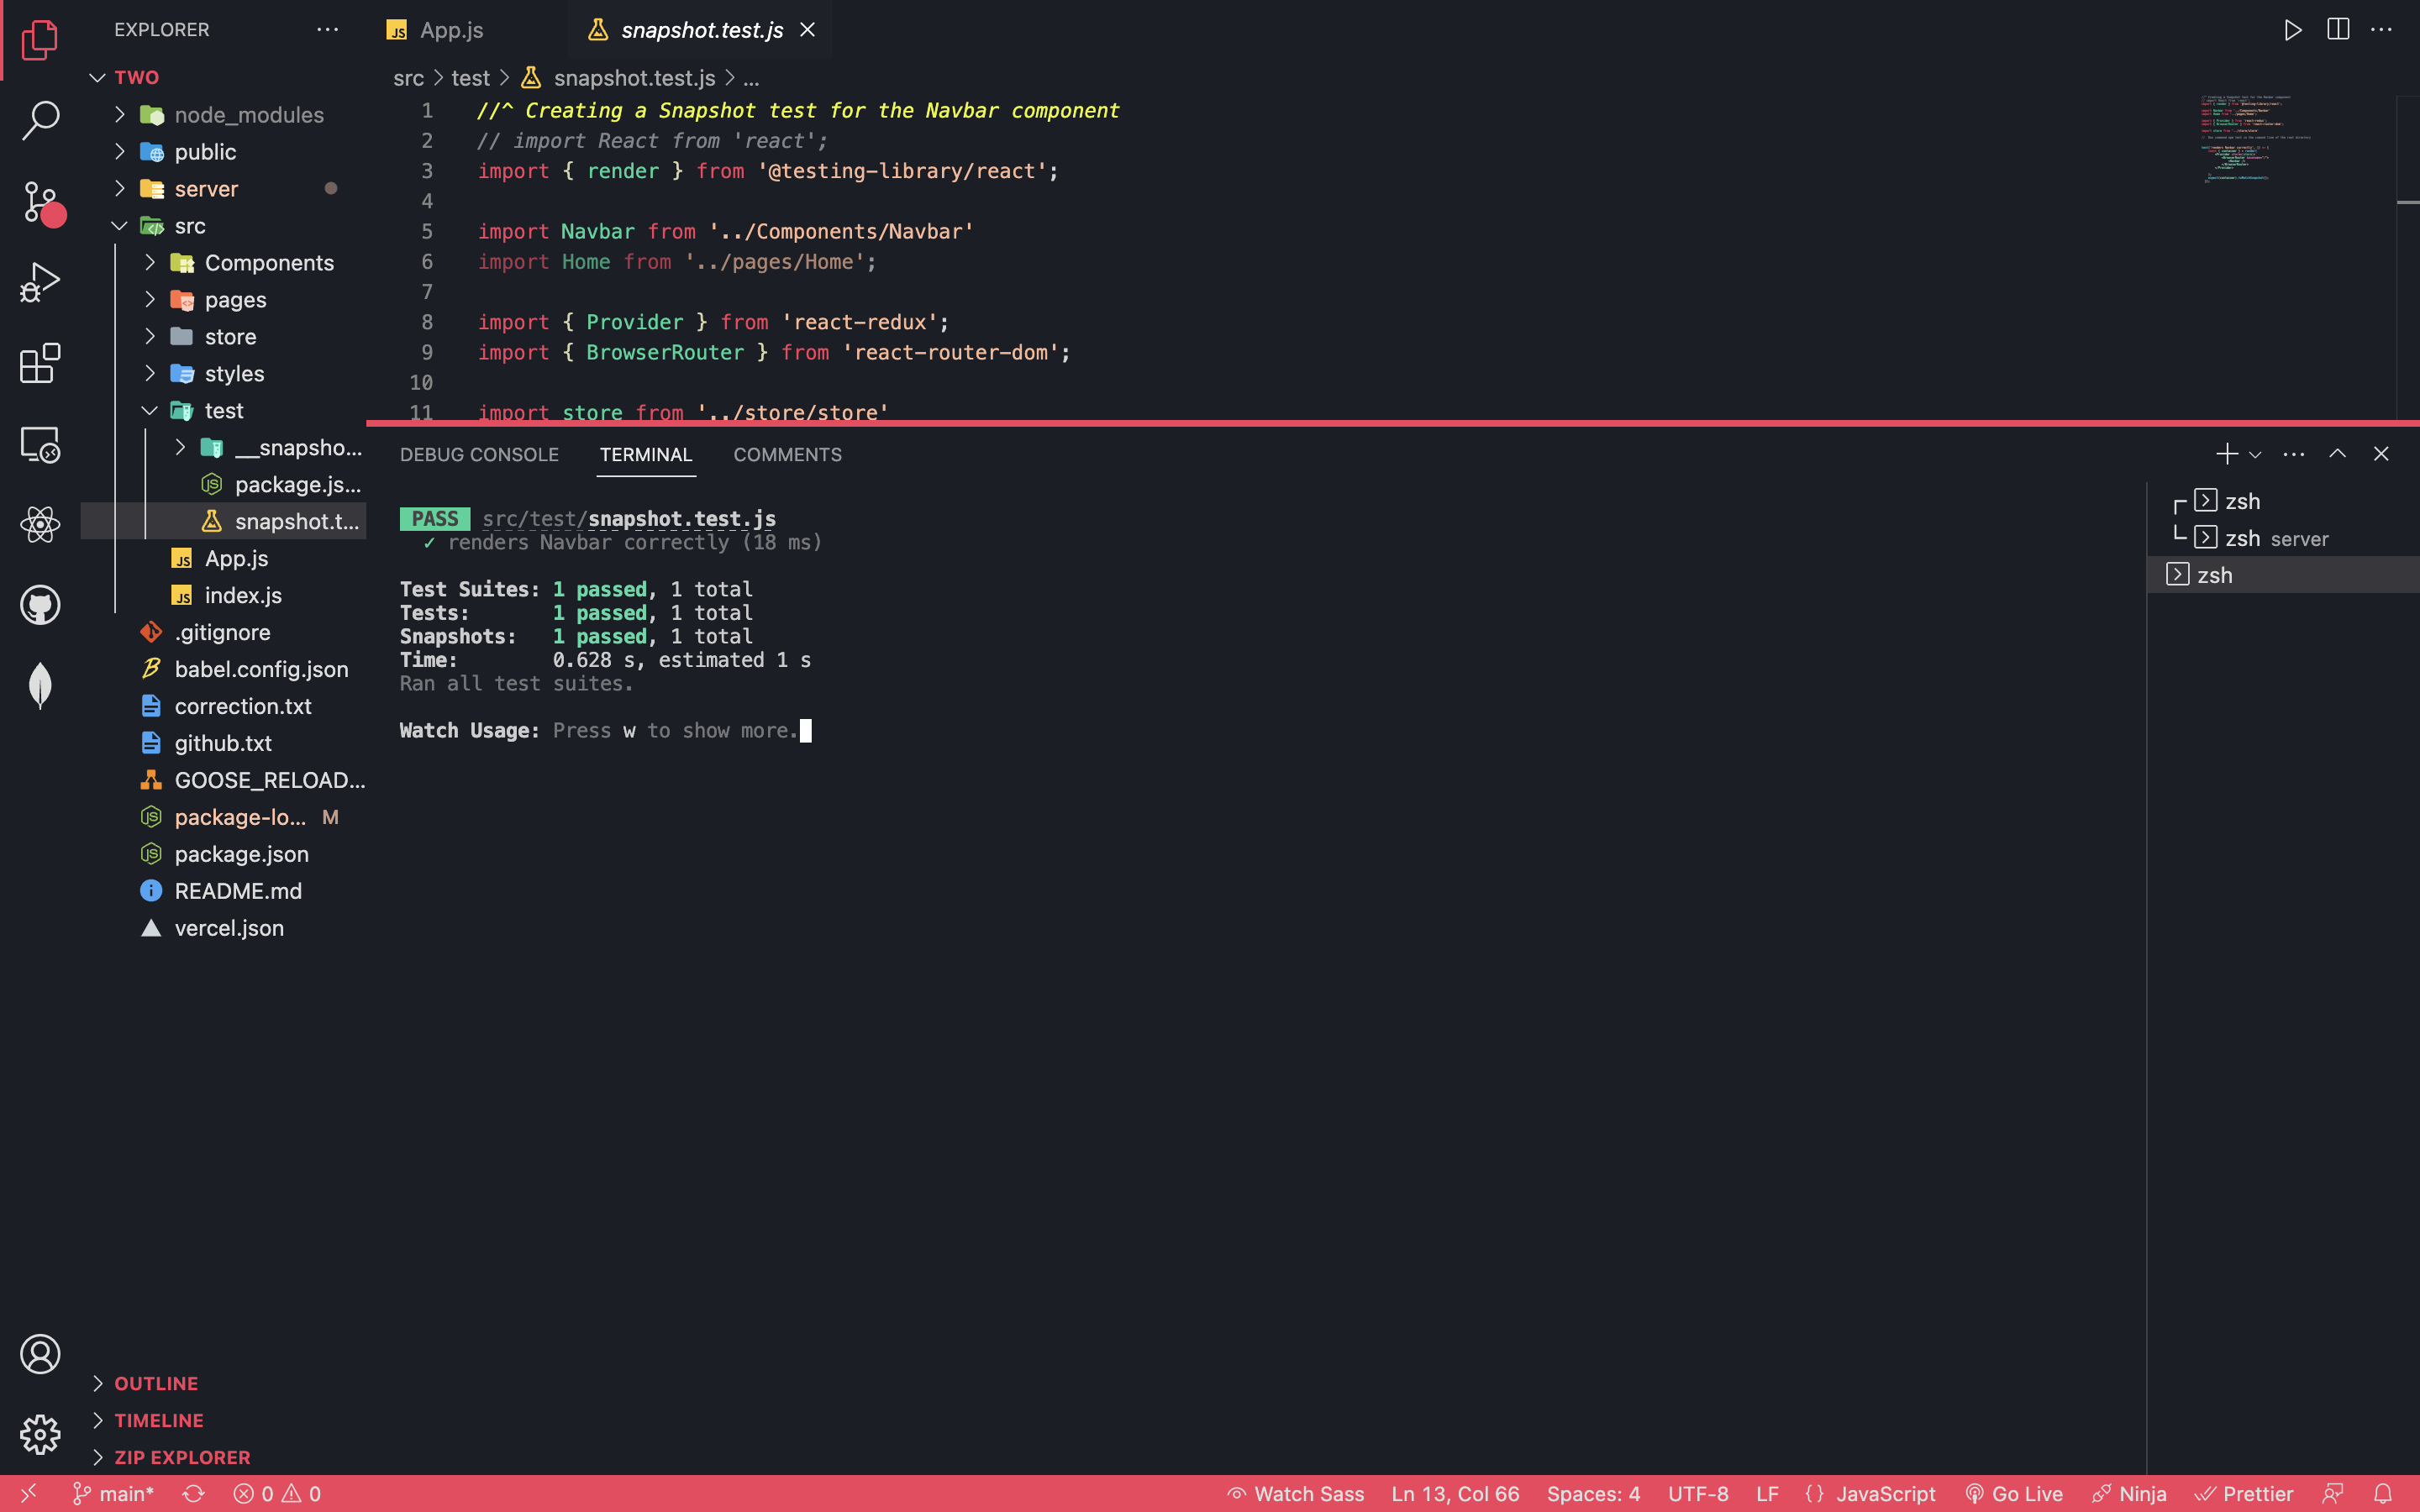 EXPLORER
TWO
node_modules
public
server
src
Components
pages
store
styles
test
__snapsho...
package.js...
snapshot.t...
App.js
index.js
.gitignore
babel.config.json
correction.txt
github.txt
GOOSE_RELOAD...
package-lo... M
package.json
README.md
vercel.json
OUTLINE
TIMELINE
ZIP EXPLORER
App.js
snapshot.test.js
src > test > snapshot.test.js > ...
1 //^ Creating a Snapshot test for the Navbar component
2 // import React from 'react';
3 import { render } from '@testing-library/react';
4
5 import Navbar from '../Components/Navbar'
6 import Home from '../pages/Home';
7
8 import { Provider } from 'react-redux';
9 import { BrowserRouter } from 'react-router-dom';
10
11 import store from '../store/store'
DEBUG CONSOLE TERMINAL COMMENTS
PASS src/test/snapshot.test.js
✓ renders Navbar correctly (18 ms)
Test Suites: 1 passed, 1 total
Tests: 1 passed, 1 total
Snapshots: 1 passed, 1 total
Time: 0.628 s, estimated 1 s
Ran all test suites.
Watch Usage: Press w to show more.
zsh
zsh server
zsh
main* 0 0
Watch Sass Ln 13, Col 66 Spaces: 4 UTF-8 LF {} JavaScript Go Live Ninja Prettier